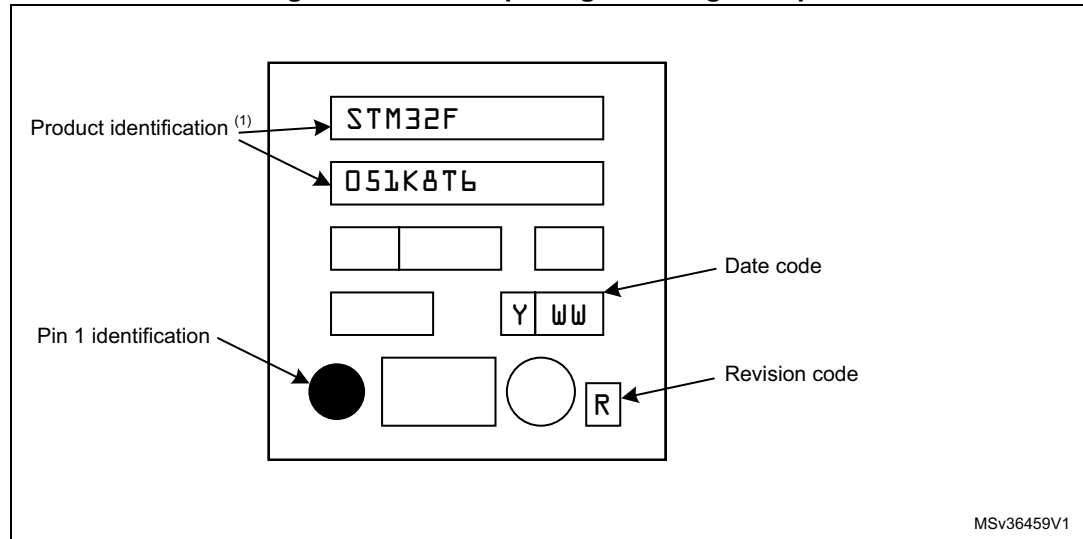 STM32F
Product identification (1)
051K8T6
Date code
Y WW
Pin 1 identification
Revision code
R
MSv36459V1